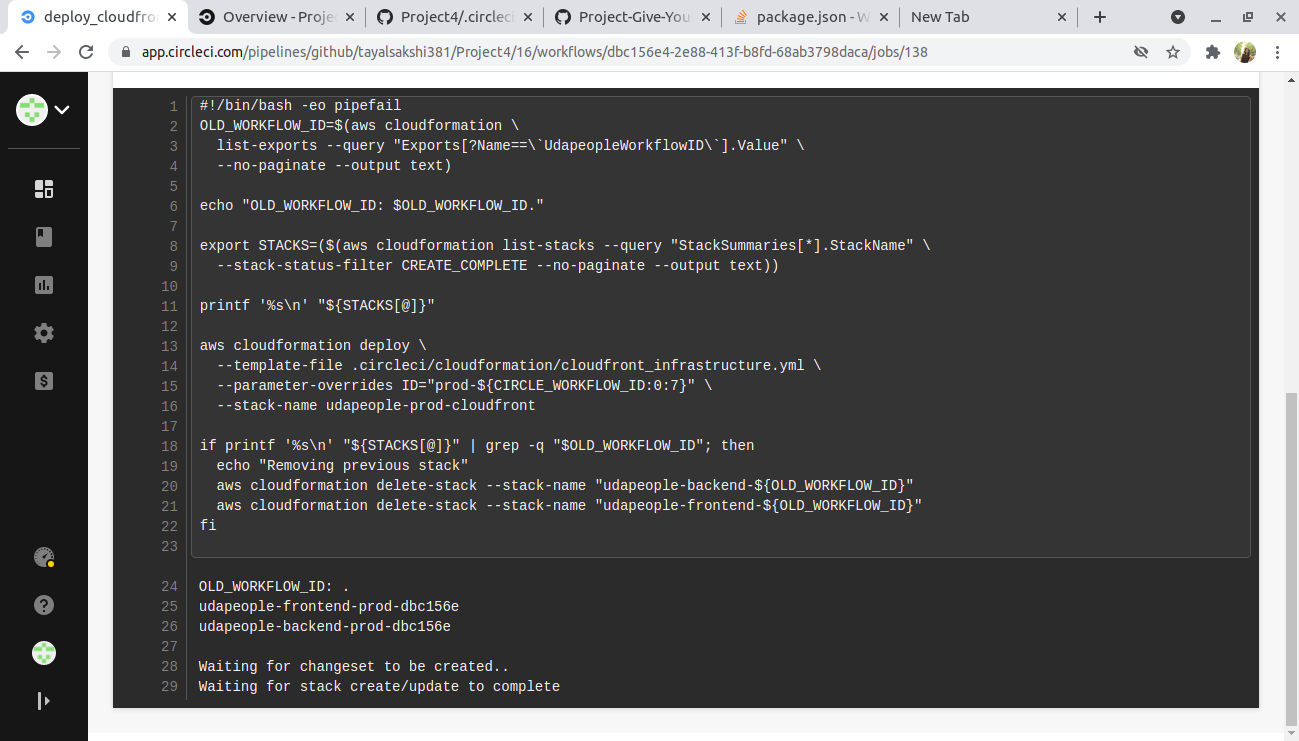 deploy_cloudfro
Overview - Proje
Project4/.circleci
Project-Give-You
package.json - W
New Tab
app.circleci.com/pipelines/github/tayalsakshi381/Project4/16/workflows/dbc156e4-2e88-413f-b8fd-68ab3798daca/jobs/138
1 #!/bin/bash -eo pipefail
2 OLD_WORKFLOW_ID=$(aws cloudformation \
3   list-exports --query "Exports[?Name==\`UdapeopleWorkflowID\`].Value" \
4   --no-paginate --output text)
5
6 echo "OLD_WORKFLOW_ID: $OLD_WORKFLOW_ID."
7
8 export STACKS=($(aws cloudformation list-stacks --query "StackSummaries[*].StackName" \
9   --stack-status-filter CREATE_COMPLETE --no-paginate --output text))
10
11 printf '%s\n' "${STACKS[@]}"
12
13 aws cloudformation deploy \
14   --template-file .circleci/cloudformation/cloudfront_infrastructure.yml \
15   --parameter-overrides ID="prod-${CIRCLE_WORKFLOW_ID:0:7}" \
16   --stack-name udapeople-prod-cloudfront
17
18 if printf '%s\n' "${STACKS[@]}" | grep -q "$OLD_WORKFLOW_ID"; then
19   echo "Removing previous stack"
20   aws cloudformation delete-stack --stack-name "udapeople-backend-${OLD_WORKFLOW_ID}"
21   aws cloudformation delete-stack --stack-name "udapeople-frontend-${OLD_WORKFLOW_ID}"
22 fi
23
24 OLD_WORKFLOW_ID: .
25 udapeople-frontend-prod-dbc156e
26 udapeople-backend-prod-dbc156e
27
28 Waiting for changeset to be created..
29 Waiting for stack create/update to complete